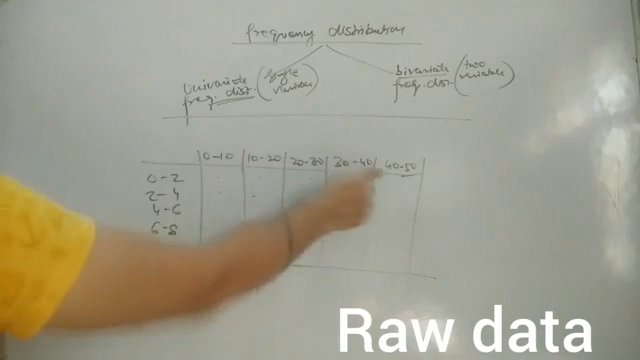 frequency distribution
Univariate (single variable)
freq. dist.
bivariate (two variable)
freq. dist.
0-10 10-20 20-30 30-40 40-50
0-2
2-4
4-6
6-8
Raw data